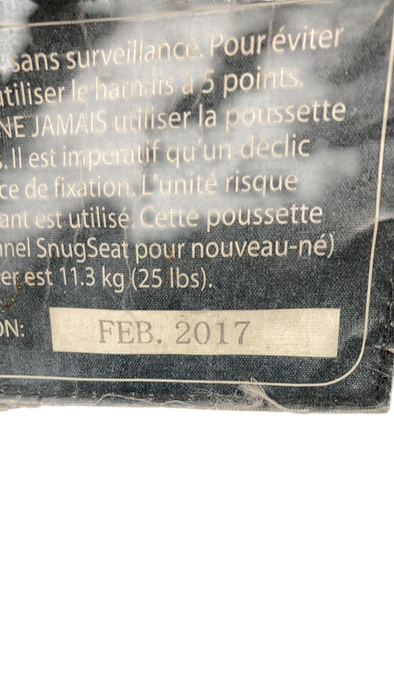 sans surveillance. Pour éviter
utiliser le harnais à 5 points.
NE JAMAIS utiliser la poussette
. Il est impératif qu'un déclic
ce de fixation. L'unité risque
ant est utilisé. Cette poussette
nnel SnugSeat pour nouveau-né)
er est 11.3 kg (25 lbs).
ON: FEB. 2017